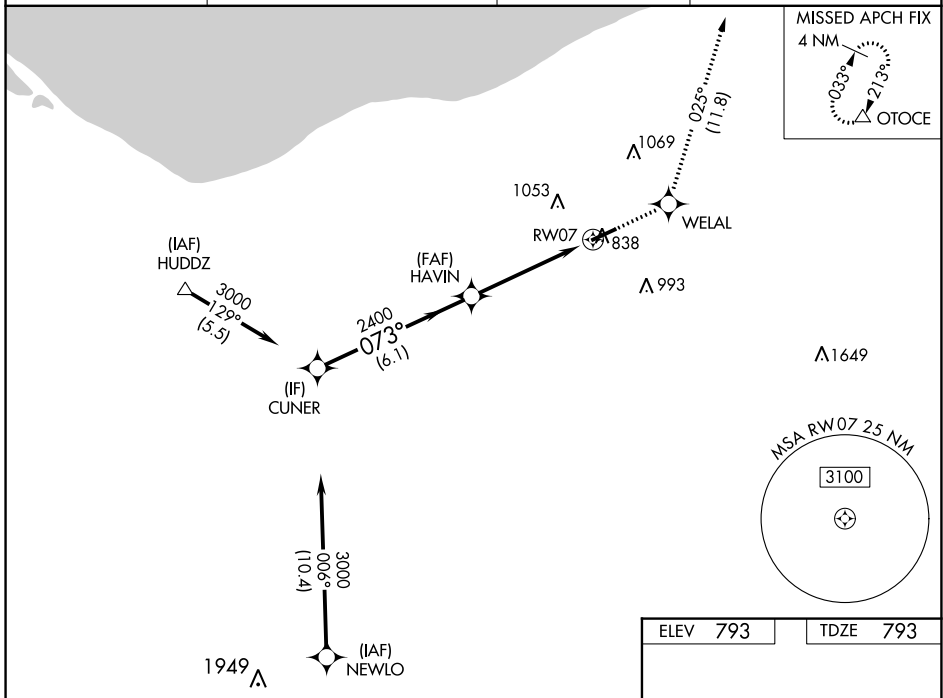 MISSED APCH FIX
4 NM
033°
213°
OTOCE
025°
(11.8)
1069
1053
WELAL
RW07
838
(IAF)
HUDDZ
(FAF)
HAVIN
993
3000
129°
(5.5)
2400
073°
(6.1)
1649
(IF)
CUNER
MSA RW07 25 NM
3100
3000
006°
(10.4)
ELEV 793
TDZE 793
(IAF)
NEWLO
1949